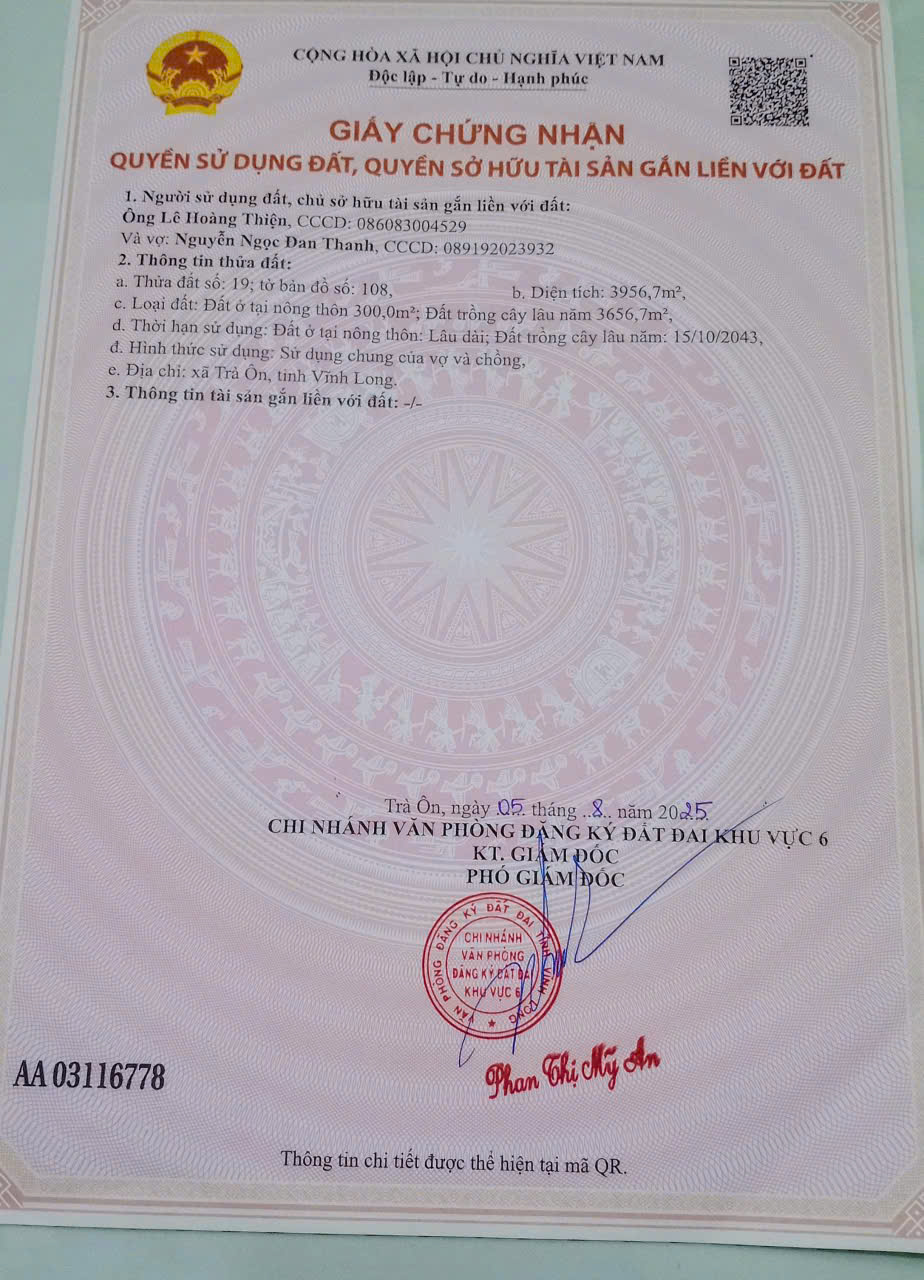 CỘNG HÒA XÃ HỘI CHỦ NGHĨA VIỆT NAM
Độc lập - Tự do - Hạnh phúc
GIẤY CHỨNG NHẬN
QUYỀN SỬ DỤNG ĐẤT, QUYỀN SỞ HỮU TÀI SẢN GẮN LIỀN VỚI ĐẤT
1. Người sử dụng đất, chủ sở hữu tài sản gắn liền với đất:
Ông Lê Hoàng Thiện, CCCD: 086083004529
Và vợ: Nguyễn Ngọc Đan Thanh, CCCD: 089192023932
2. Thông tin thửa đất:
a. Thửa đất số: 19; tờ bản đồ số: 108, b. Diện tích: 3956,7m²,
c. Loại đất: Đất ở tại nông thôn 300,0m²; Đất trồng cây lâu năm 3656,7m²,
d. Thời hạn sử dụng: Đất ở tại nông thôn: Lâu dài; Đất trồng cây lâu năm: 15/10/2043,
đ. Hình thức sử dụng: Sử dụng chung của vợ và chồng,
e. Địa chỉ: xã Trà Ôn, tỉnh Vĩnh Long.
3. Thông tin tài sản gắn liền với đất: -/-
Trà Ôn, ngày 05 tháng ..8.. năm 2025
CHI NHÁNH VĂN PHÒNG ĐĂNG KÝ ĐẤT ĐAI KHU VỰC 6
KT. GIÁM ĐỐC
PHÓ GIÁM ĐỐC
VĂN PHÒNG ĐĂNG KÝ ĐẤT ĐAI TỈNH VĨNH LONG
CHI NHÁNH
VĂN PHÒNG
ĐĂNG KÝ ĐẤT ĐAI
KHU VỰC 6
Phan Thị Mỹ An
AA 03116778
Thông tin chi tiết được thể hiện tại mã QR.